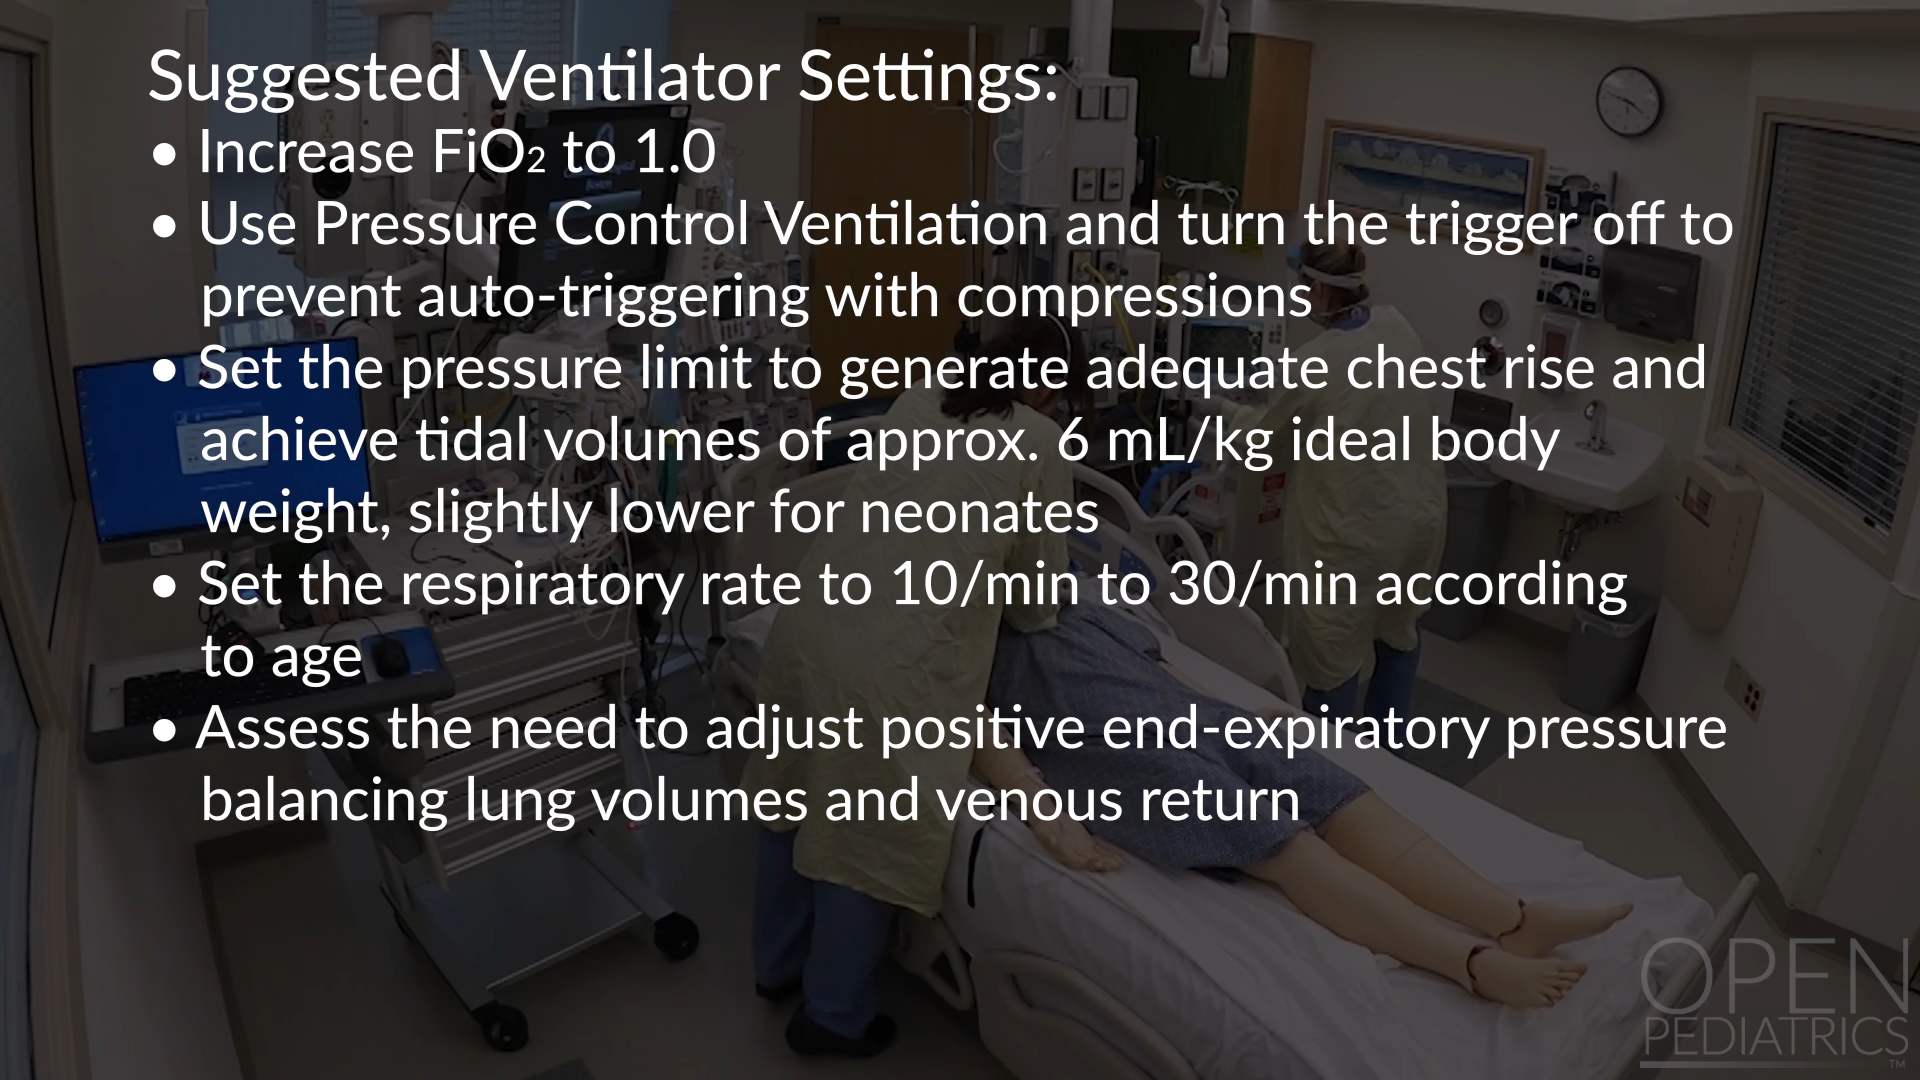 Suggested Ventilator Settings:
• Increase FiO₂ to 1.0
• Use Pressure Control Ventilation and turn the trigger off to
prevent auto-triggering with compressions
• Set the pressure limit to generate adequate chest rise and
achieve tidal volumes of approx. 6 mL/kg ideal body
weight, slightly lower for neonates
• Set the respiratory rate to 10/min to 30/min according
to age
• Assess the need to adjust positive end-expiratory pressure
balancing lung volumes and venous return
OPEN
PEDIATRICS
™